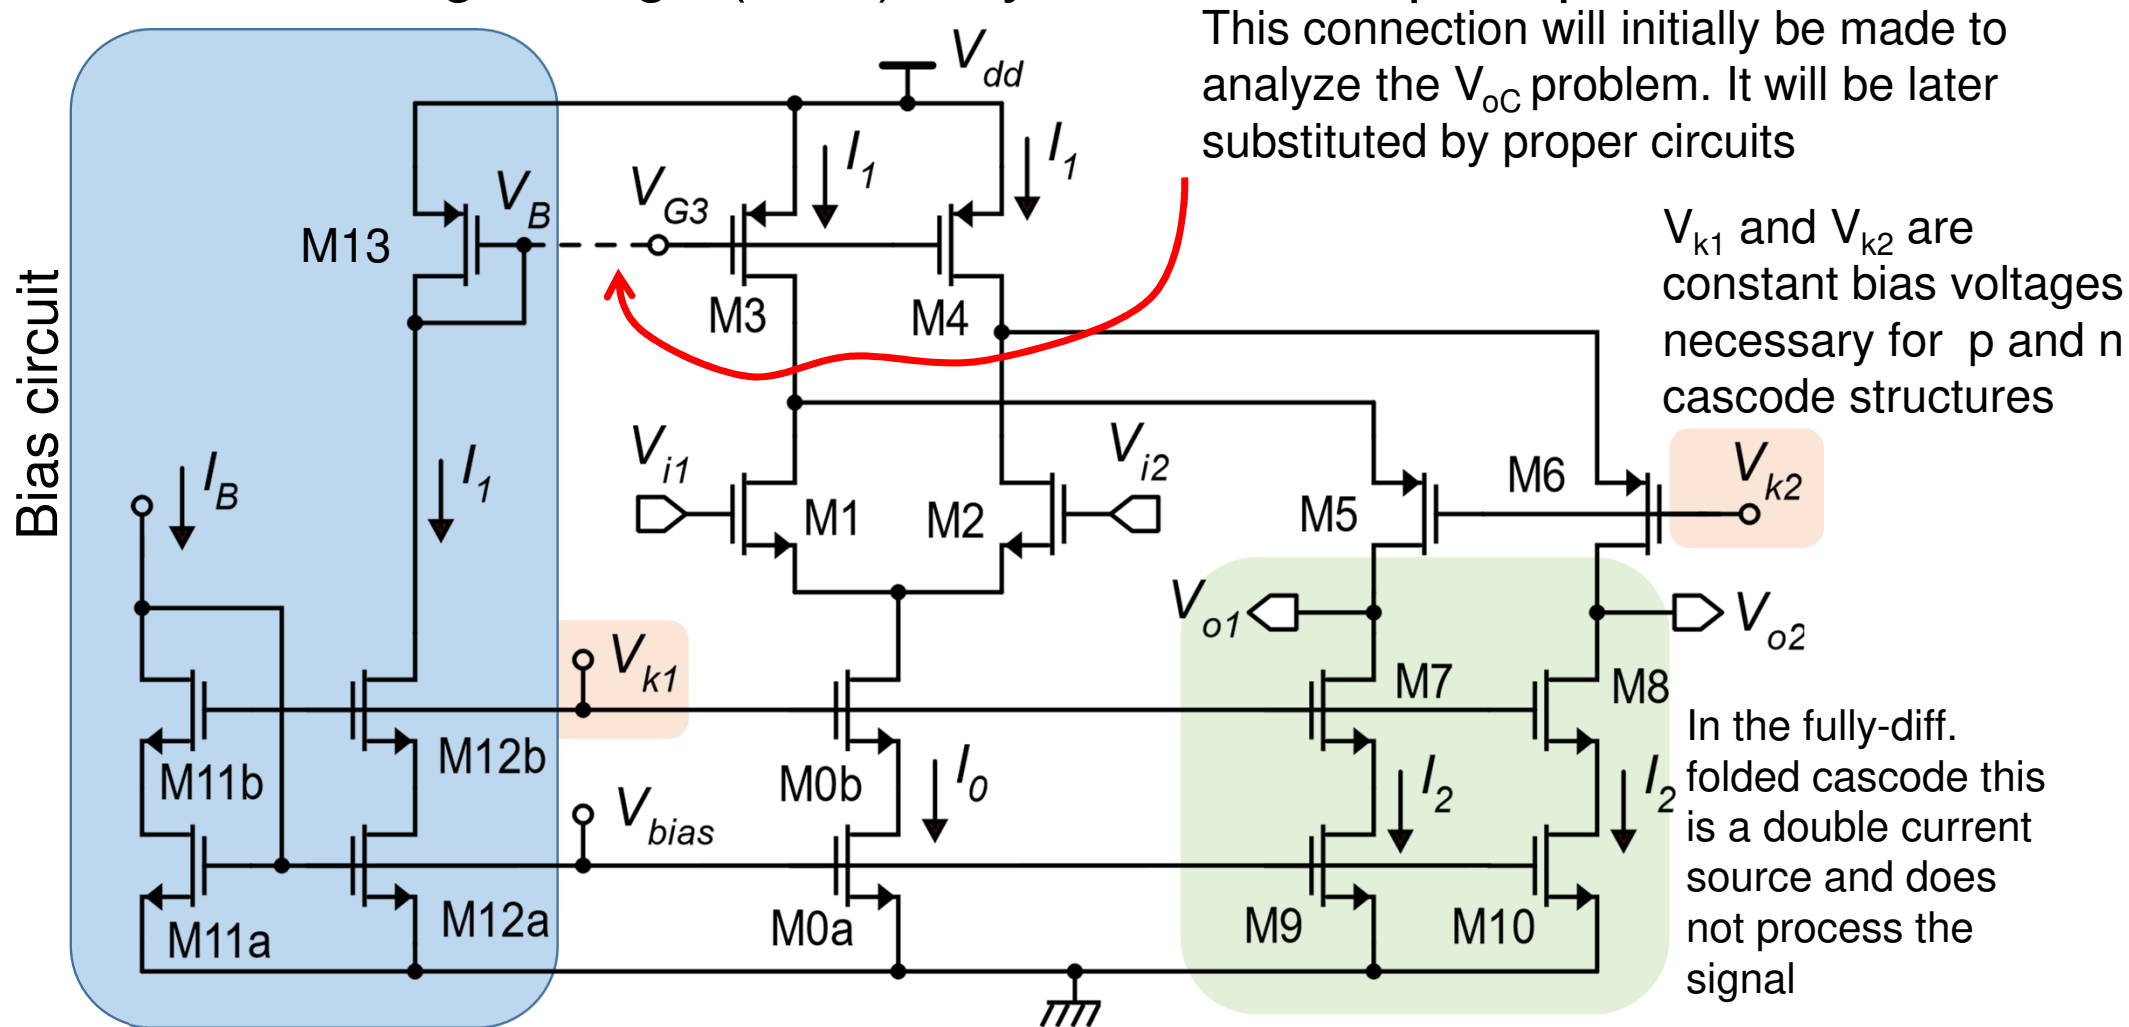 This connection will initially be made to
analyze the VoC problem. It will be later
substituted by proper circuits
Vdd
I1
I1
VB
VG3
M13
M3
M4
Vk1 and Vk2 are
constant bias voltages
necessary for p and n
cascode structures
Bias circuit
IB
I1
Vi1
Vi2
M1
M2
M5
M6
Vk2
Vo1
Vo2
Vk1
M7
M8
M11b
M12b
M0b
I0
I2
I2
Vbias
M11a
M12a
M0a
M9
M10
In the fully-diff.
folded cascode this
is a double current
source and does
not process the
signal